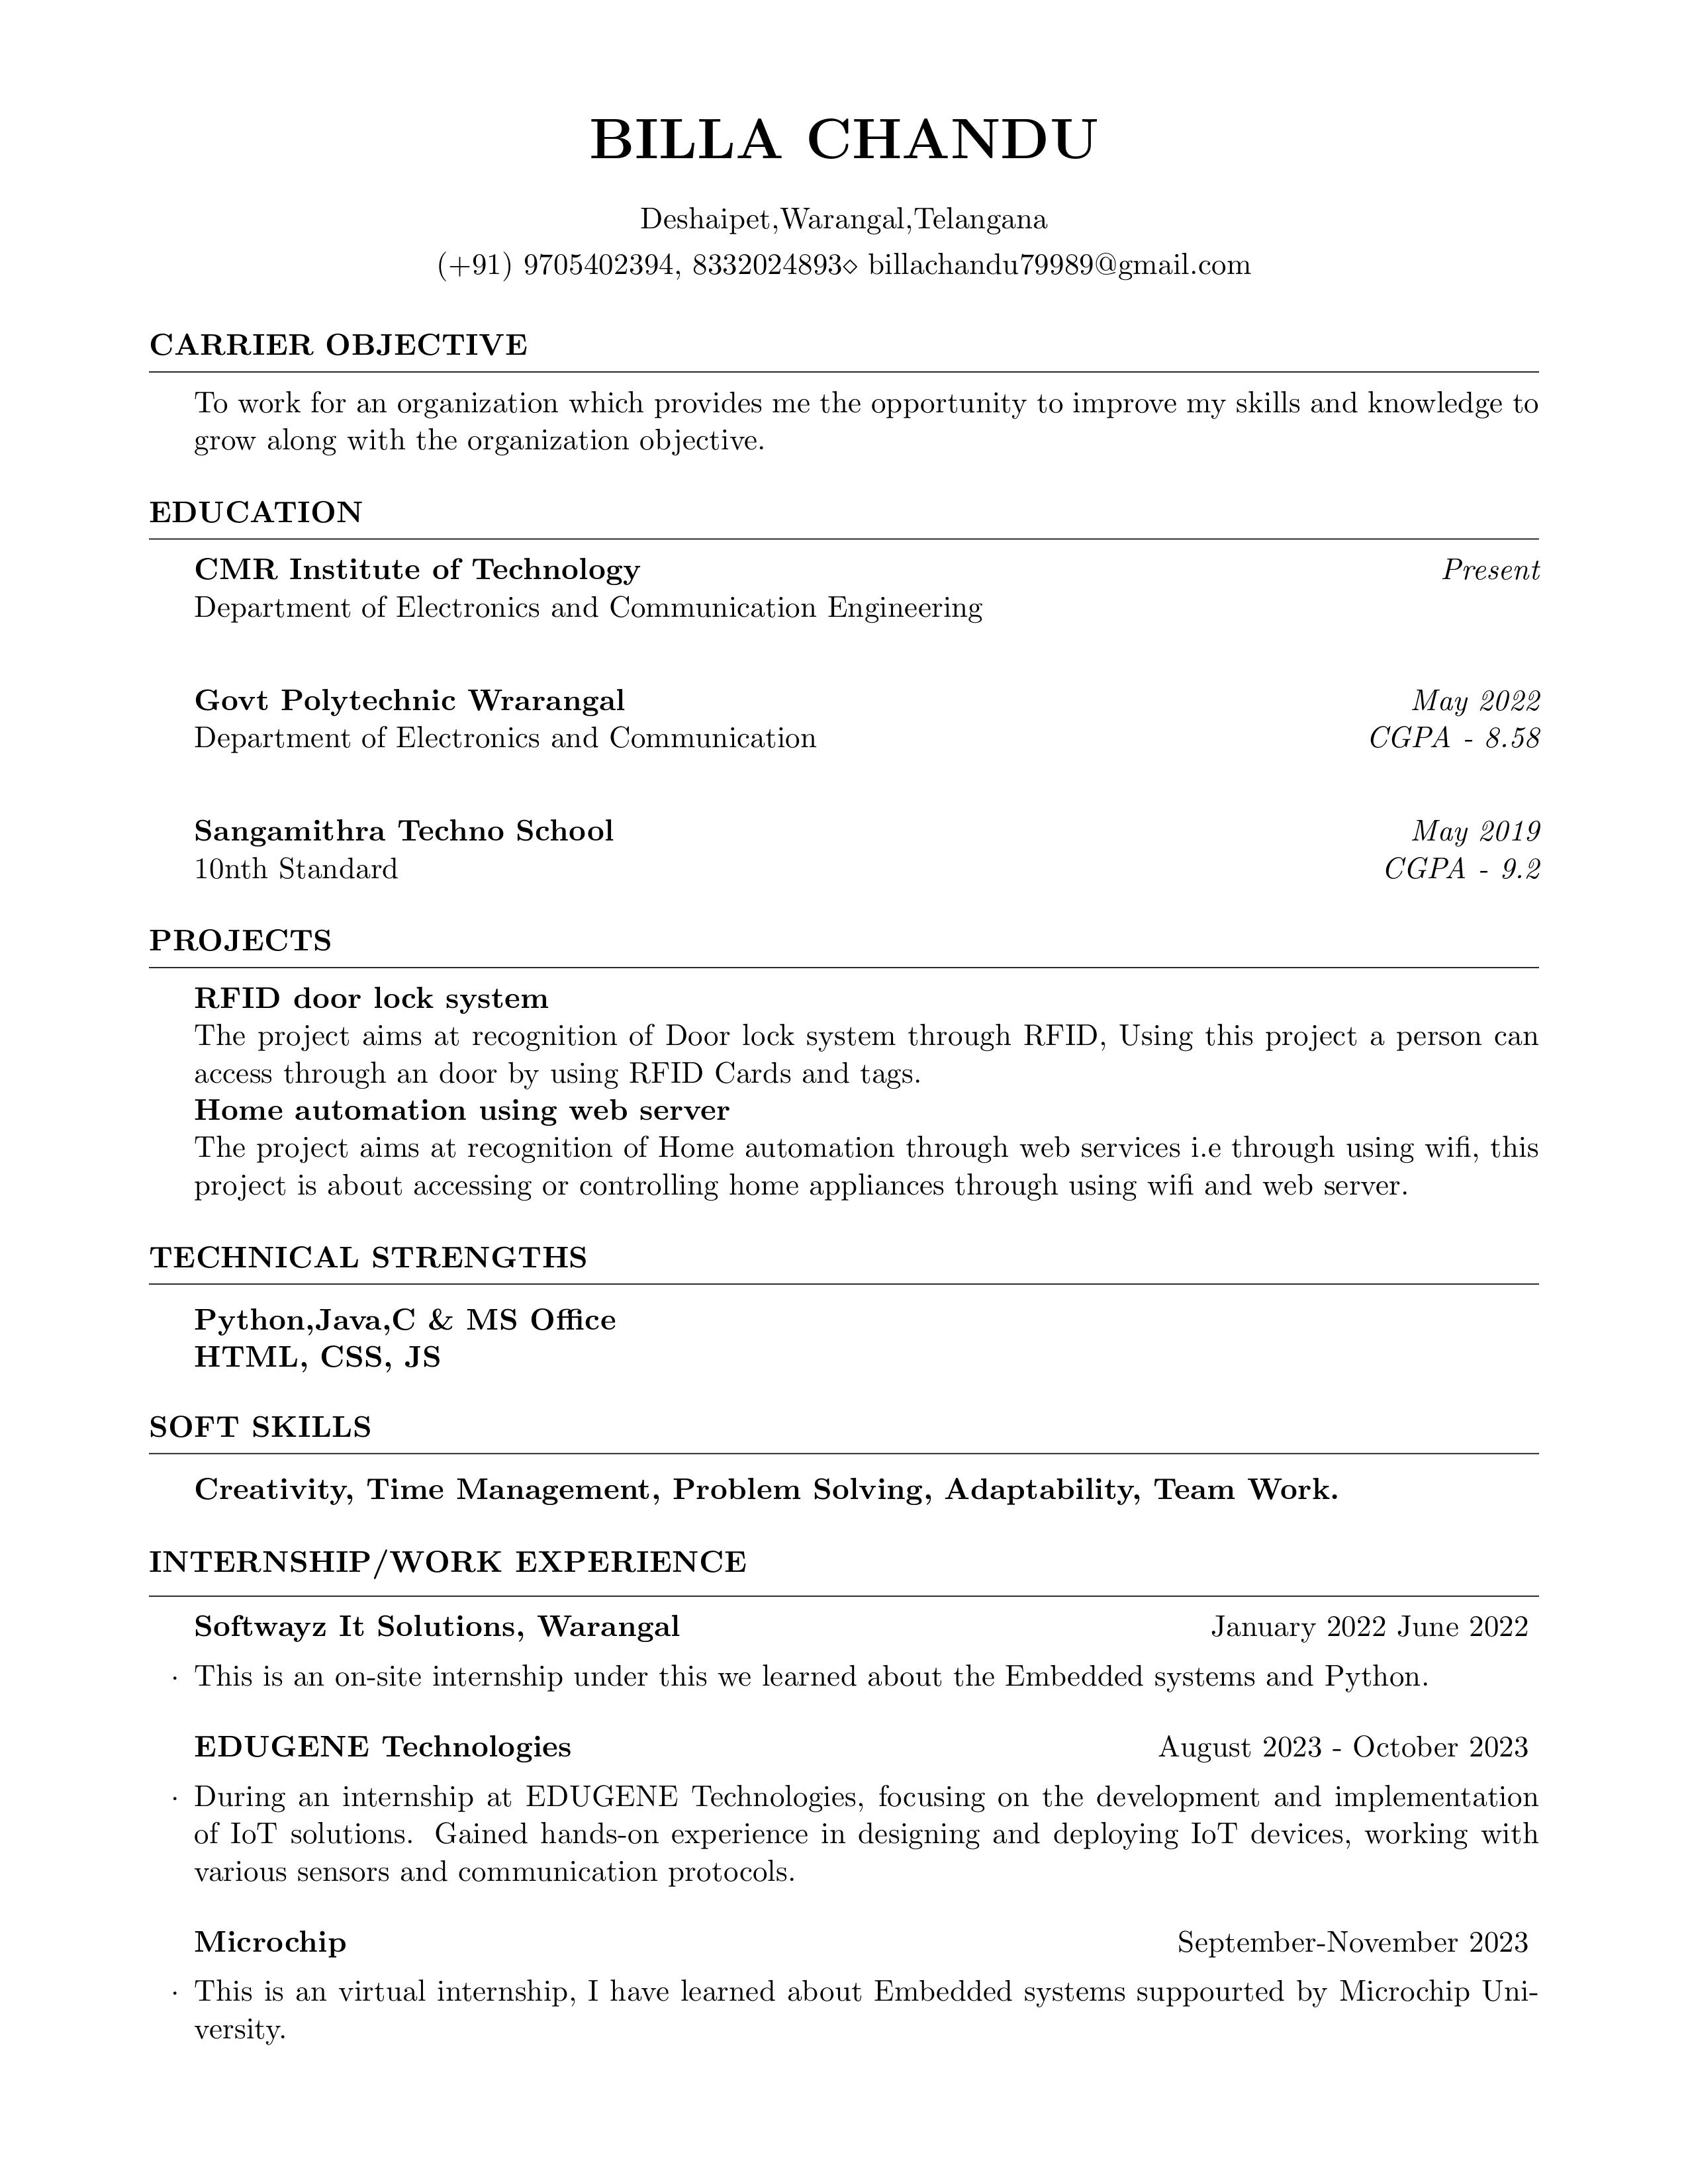 BILLA CHANDU
Deshaipet,Warangal,Telangana
(+91) 9705402394, 8332024893⋄ billachandu79989@gmail.com
CARRIER OBJECTIVE
To work for an organization which provides me the opportunity to improve my skills and knowledge to
grow along with the organization objective.
EDUCATION
CMR Institute of Technology Present
Department of Electronics and Communication Engineering
Govt Polytechnic Wrarangal May 2022
Department of Electronics and Communication CGPA - 8.58
Sangamithra Techno School May 2019
10nth Standard CGPA - 9.2
PROJECTS
RFID door lock system
The project aims at recognition of Door lock system through RFID, Using this project a person can
access through an door by using RFID Cards and tags.
Home automation using web server
The project aims at recognition of Home automation through web services i.e through using wifi, this
project is about accessing or controlling home appliances through using wifi and web server.
TECHNICAL STRENGTHS
Python,Java,C & MS Office
HTML, CSS, JS
SOFT SKILLS
Creativity, Time Management, Problem Solving, Adaptability, Team Work.
INTERNSHIP/WORK EXPERIENCE
Softwayz It Solutions, Warangal January 2022 June 2022
· This is an on-site internship under this we learned about the Embedded systems and Python.
EDUGENE Technologies August 2023 - October 2023
· During an internship at EDUGENE Technologies, focusing on the development and implementation
of IoT solutions. Gained hands-on experience in designing and deploying IoT devices, working with
various sensors and communication protocols.
Microchip September-November 2023
· This is an virtual internship, I have learned about Embedded systems suppourted by Microchip Uni-
versity.